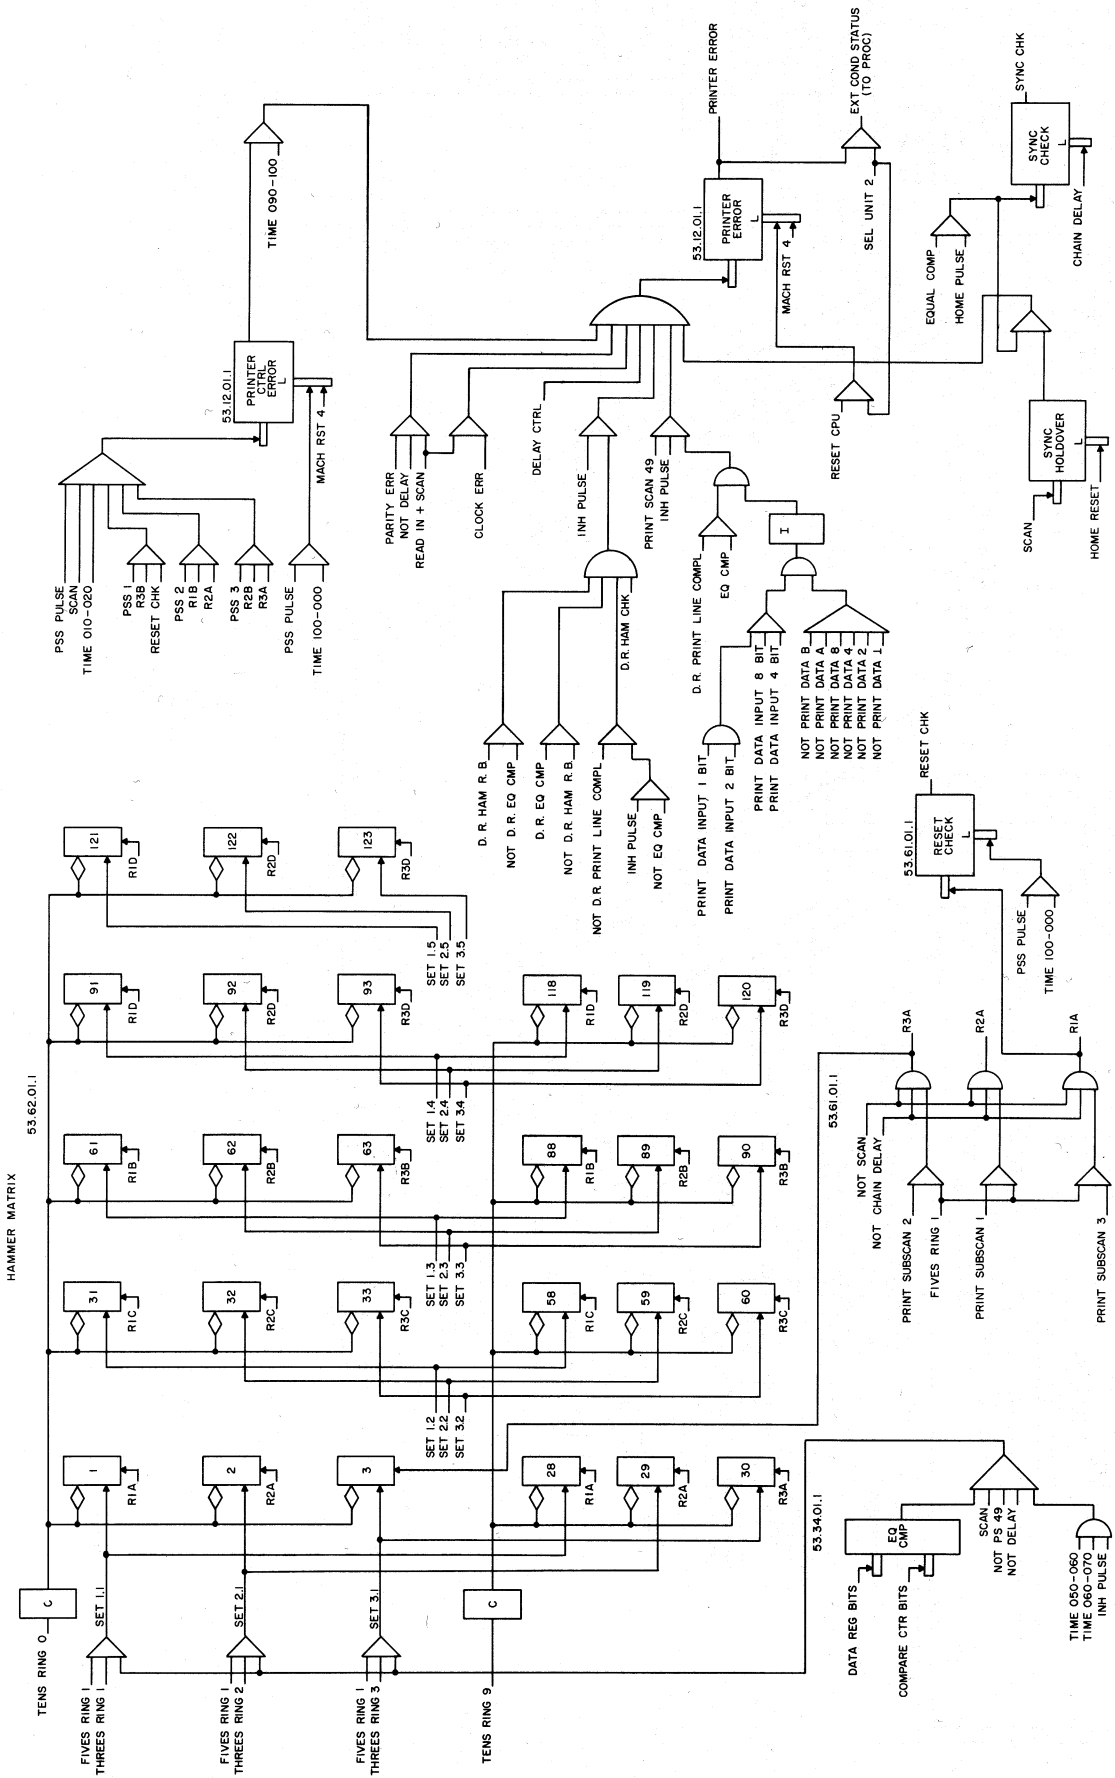 HAMMER MATRIX
53.62.01.1
TENS RING 0
C
FIVES RING 1
THREES RING 1
SET 1.1
1
R1A
31
R1C
61
R1B
91
R1D
121
R1D
FIVES RING 1
THREES RING 2
SET 2.1
2
R2A
32
R2C
62
R2B
92
R2D
122
R2D
FIVES RING 1
THREES RING 3
SET 3.1
3
33
R3C
63
R3B
93
R3D
123
R3D
SET 1.2
SET 2.2
SET 3.2
SET 1.3
SET 2.3
SET 3.3
SET 1.4
SET 2.4
SET 3.4
SET 1.5
SET 2.5
SET 3.5
TENS RING 9
C
28
R1A
58
R1C
88
R1B
118
R1D
29
R2A
59
R2C
89
R2B
119
R2D
30
R3A
60
R3C
90
R3B
120
R3D
PSS PULSE
SCAN
TIME 010-020
PSS 1
R3B
RESET CHK
PSS 2
R1B
R2A
PSS 3
R2B
R3A
PSS PULSE
TIME 100-000
53.12.01.1
PRINTER
CTRL
ERROR
L
MACH RST 4
TIME 090-100
PARITY ERR
NOT DELAY
READ IN + SCAN
CLOCK ERR
DELAY CTRL
INH PULSE
PRINT SCAN 49
INH PULSE
D.R. HAM R.B.
NOT D.R. EQ CMP
D.R. EQ CMP
NOT D.R. HAM R.B.
NOT D.R. PRINT LINE COMPL
INH PULSE
NOT EQ CMP
D.R. HAM CHK
D.R. PRINT LINE COMPL
EQ CMP
I
PRINT DATA INPUT 1 BIT
PRINT DATA INPUT 2 BIT
PRINT DATA INPUT 8 BIT
PRINT DATA INPUT 4 BIT
NOT PRINT DATA B
NOT PRINT DATA A
NOT PRINT DATA 8
NOT PRINT DATA 4
NOT PRINT DATA 2
NOT PRINT DATA 1
53.12.01.1
PRINTER
ERROR
L
MACH RST 4
PRINTER ERROR
RESET CPU
SEL UNIT 2
EXT COND STATUS
(TO PROC)
53.34.01.1
DATA REG BITS
COMPARE CTR BITS
EQ
CMP
SCAN
NOT PS 49
NOT DELAY
TIME 050-060
TIME 060-070
INH PULSE
53.61.01.1
NOT SCAN
NOT CHAIN DELAY
PRINT SUBSCAN 2
FIVES RING 1
PRINT SUBSCAN 1
PRINT SUBSCAN 3
R3A
R2A
R1A
53.61.01.1
RESET
CHECK
L
RESET CHK
PSS PULSE
TIME 100-000
EQUAL COMP
HOME PULSE
SYNC
CHECK
L
SYNC CHK
CHAIN DELAY
SCAN
SYNC
HOLDOVER
L
HOME RESET